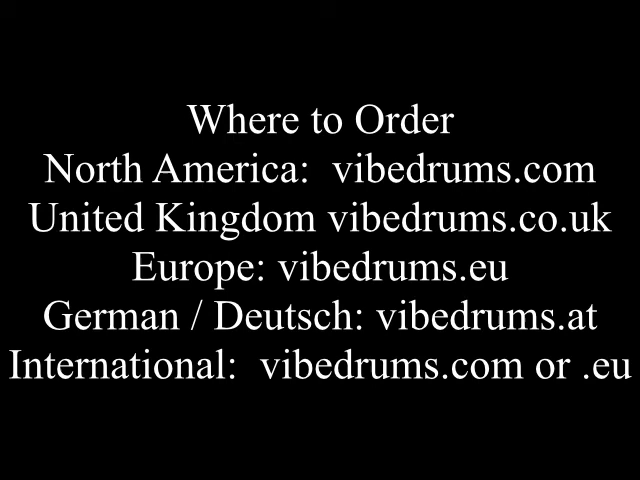 Where to Order
North America:  vibedrums.com
United Kingdom vibedrums.co.uk
Europe: vibedrums.eu
German / Deutsch: vibedrums.at
International:  vibedrums.com or .eu